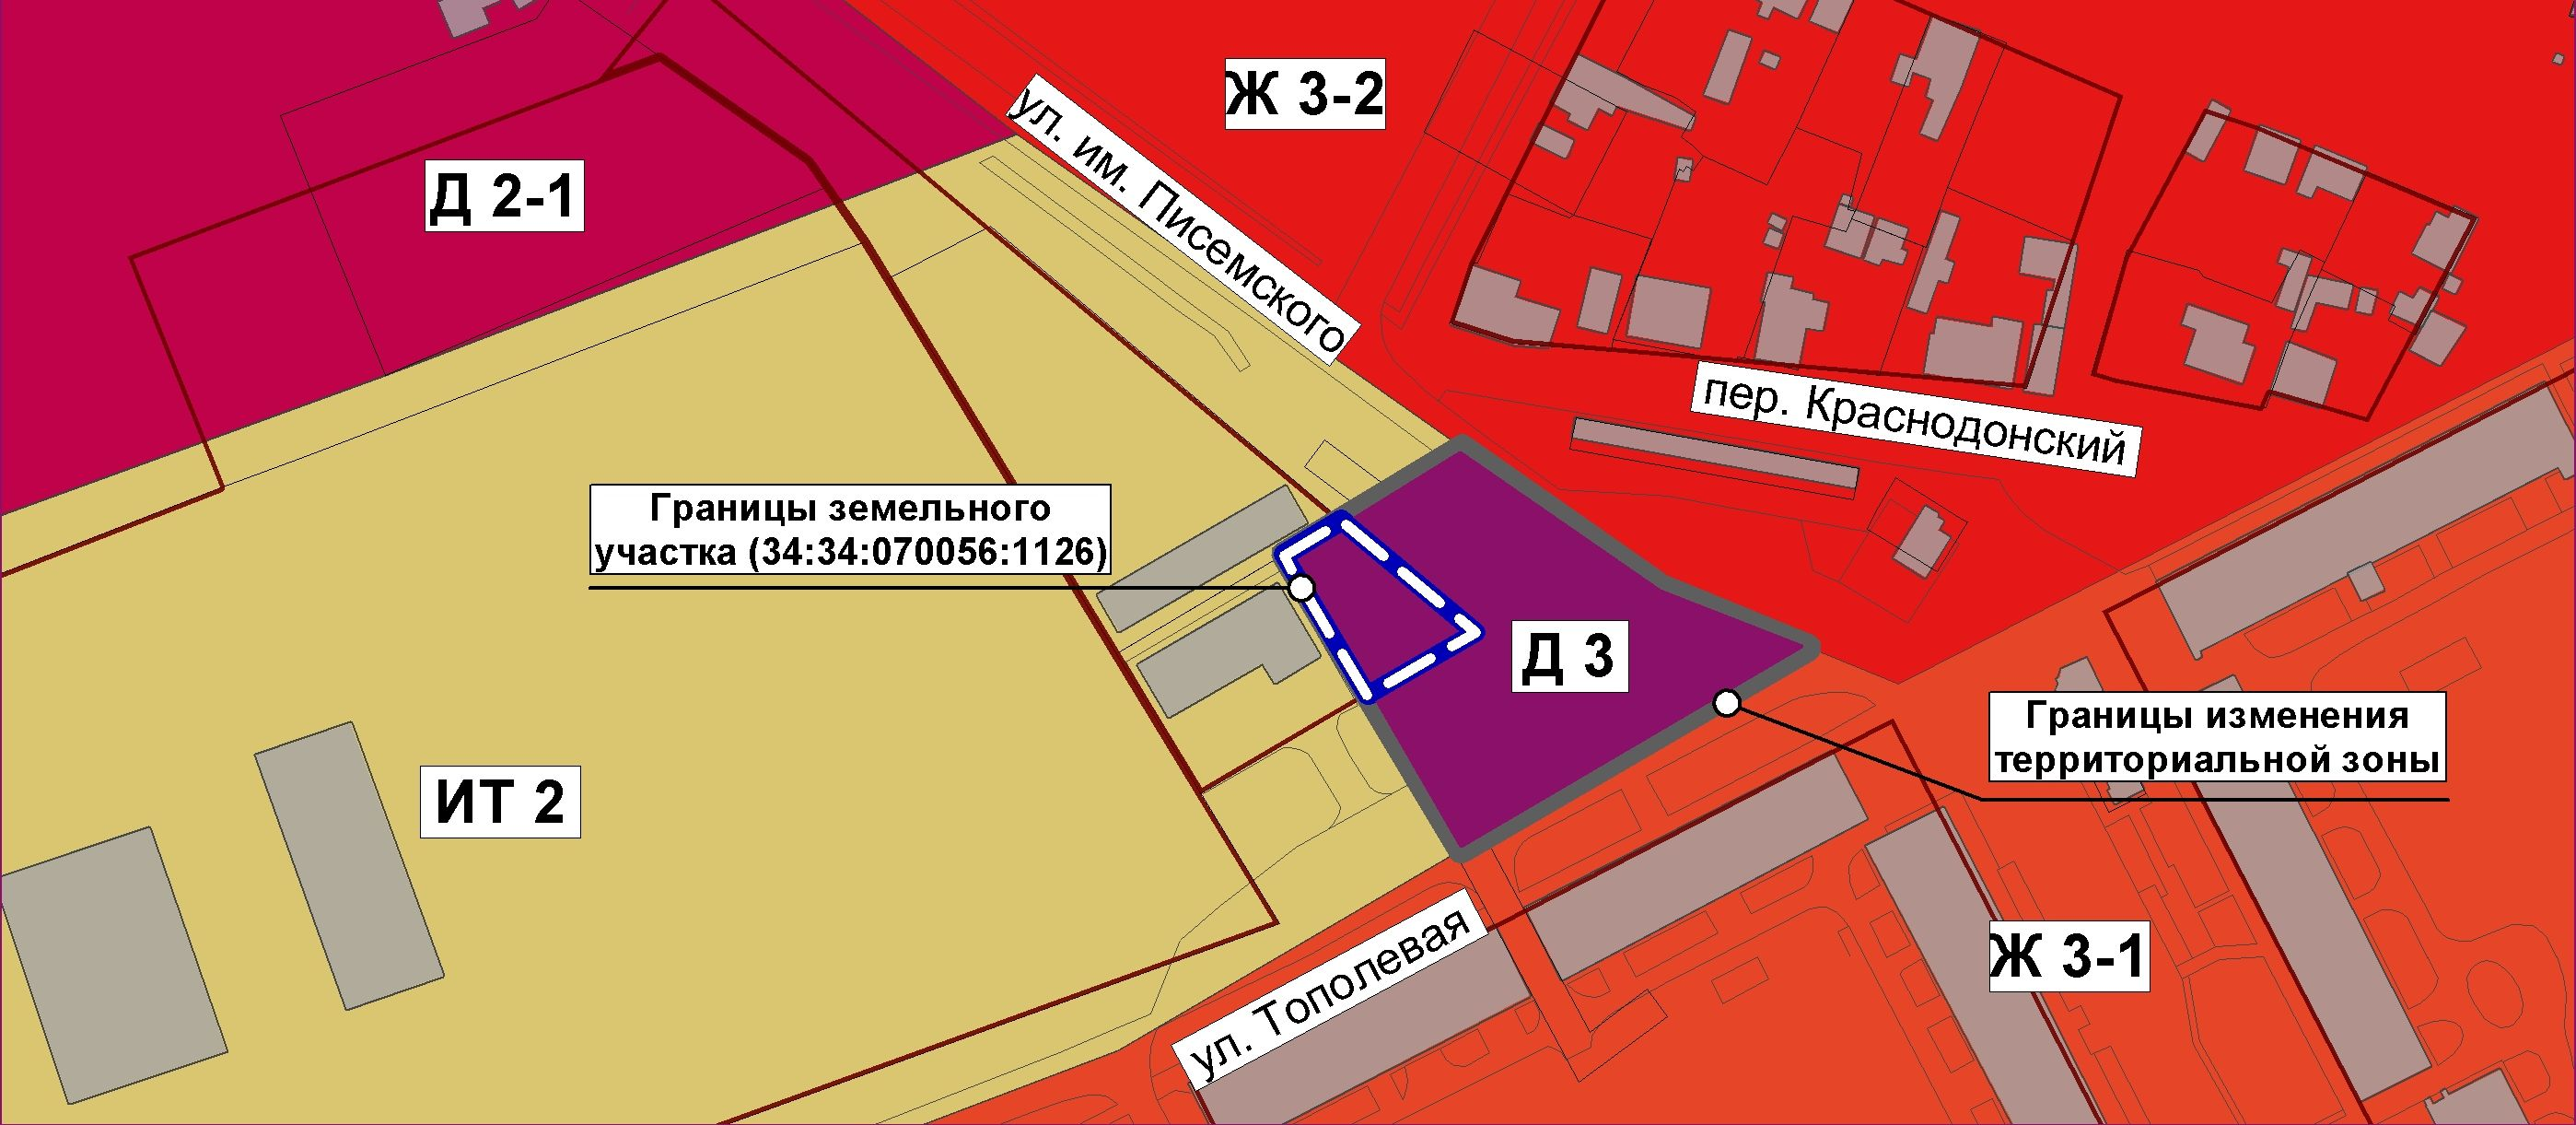 Ж 3-2
ул. им. Писемского
Д 2-1
пер. Краснодонский
Границы земельного
участка (34:34:070056:1126)
Д 3
Границы изменения
территориальной зоны
ИТ 2
Ж 3-1
ул. Тополевая